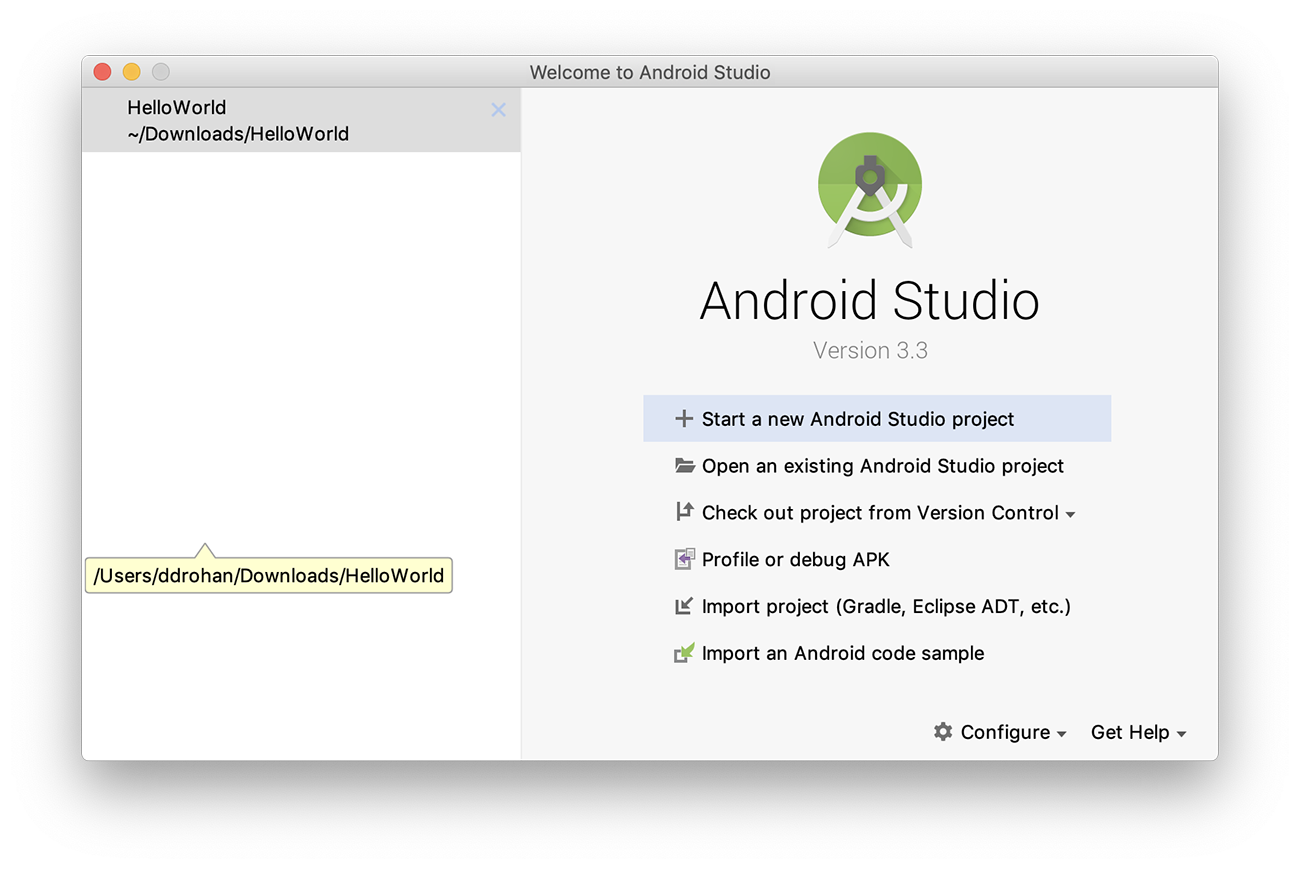 Welcome to Android Studio
HelloWorld
~/Downloads/HelloWorld
/Users/ddrohan/Downloads/HelloWorld
Android Studio
Version 3.3
Start a new Android Studio project
Open an existing Android Studio project
Check out project from Version Control
Profile or debug APK
Import project (Gradle, Eclipse ADT, etc.)
Import an Android code sample
Configure
Get Help